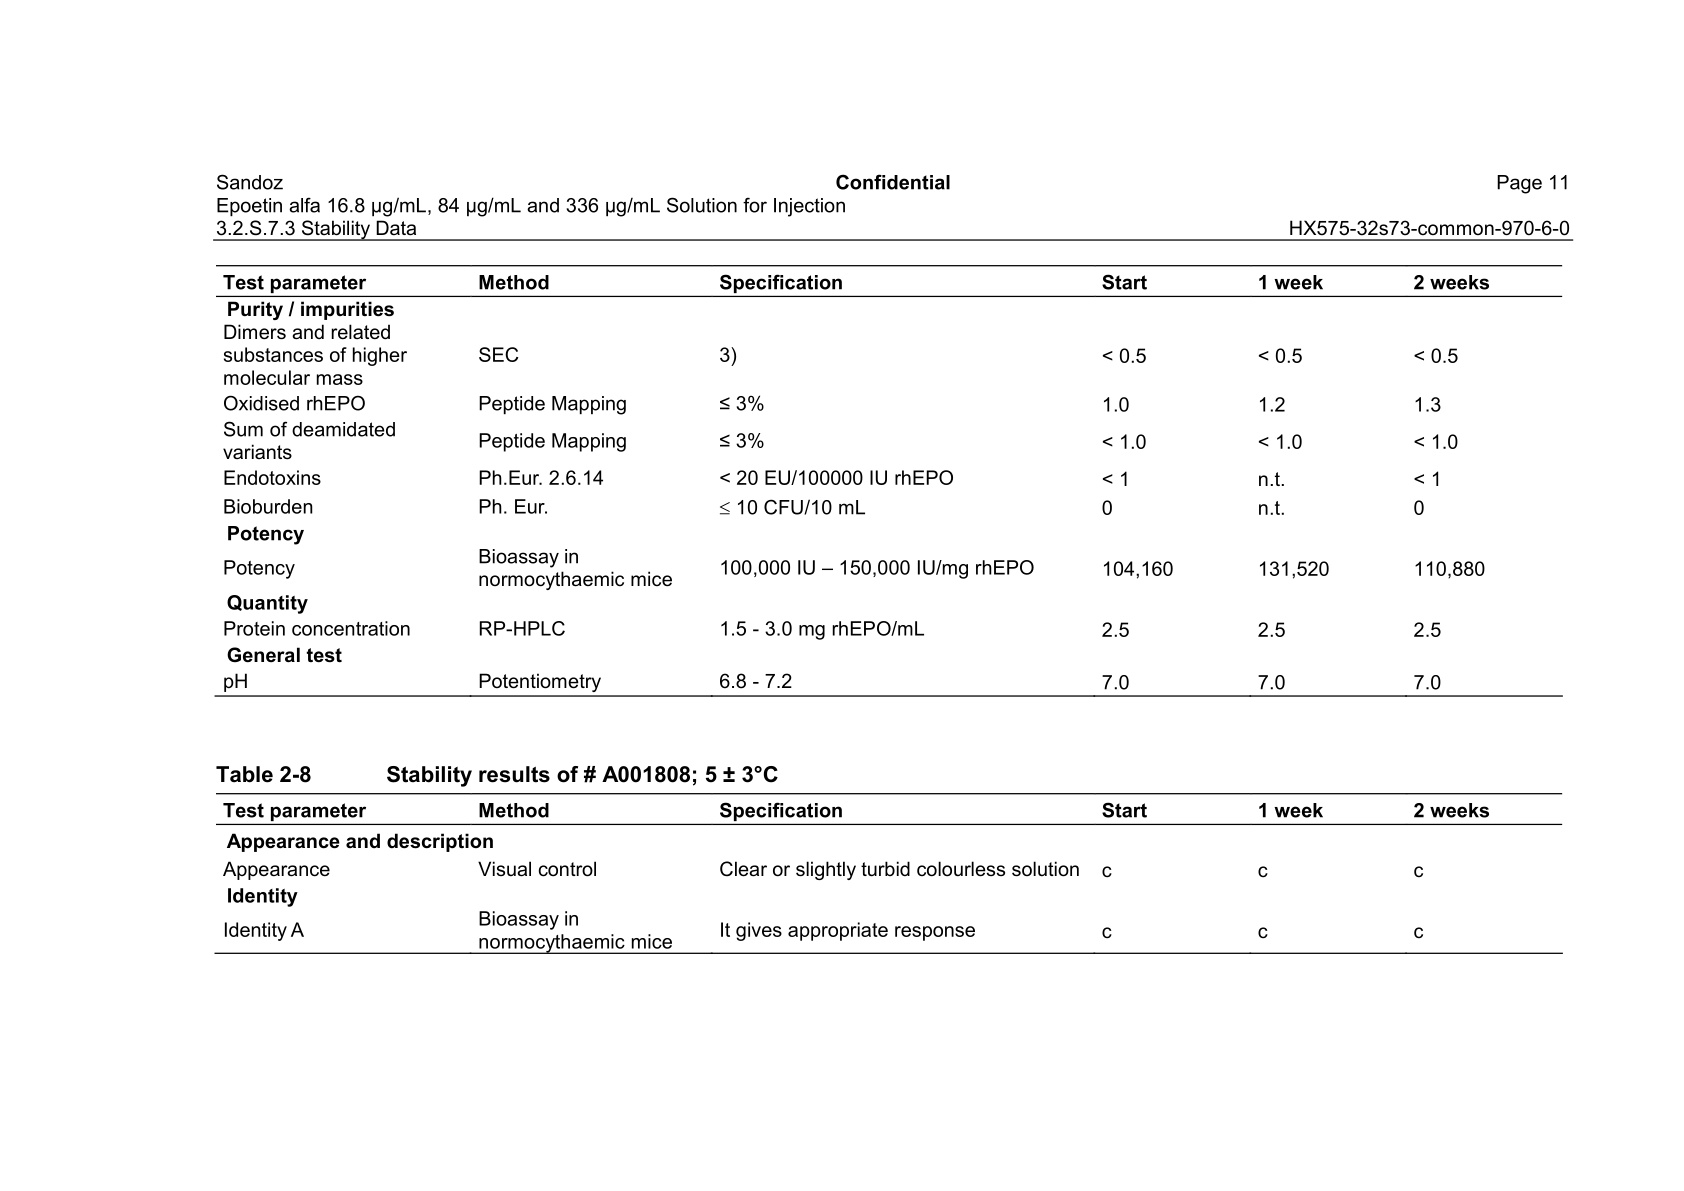 Sandoz Confidential Page 11
Epoetin alfa 16.8 µg/mL, 84 µg/mL and 336 µg/mL Solution for Injection
3.2.S.7.3 Stability Data HX575-32s73-common-970-6-0
Test parameter Method Specification Start 1 week 2 weeks
Purity / impurities
Dimers and related
substances of higher
molecular mass
SEC 3) < 0.5 < 0.5 < 0.5
Oxidised rhEPO Peptide Mapping ≤ 3% 1.0 1.2 1.3
Sum of deamidated
variants
Peptide Mapping ≤ 3% < 1.0 < 1.0 < 1.0
Endotoxins Ph.Eur. 2.6.14 < 20 EU/100000 IU rhEPO < 1 n.t. < 1
Bioburden Ph. Eur. ≤ 10 CFU/10 mL 0 n.t. 0
Potency
Potency
Bioassay in
normocythaemic mice
100,000 IU – 150,000 IU/mg rhEPO 104,160 131,520 110,880
Quantity
Protein concentration RP-HPLC 1.5 - 3.0 mg rhEPO/mL 2.5 2.5 2.5
General test
pH Potentiometry 6.8 - 7.2 7.0 7.0 7.0
Table 2-8 Stability results of # A001808; 5 ± 3°C
Test parameter Method Specification Start 1 week 2 weeks
Appearance and description
Appearance Visual control Clear or slightly turbid colourless solution c c c
Identity
Identity A
Bioassay in
normocythaemic mice
It gives appropriate response c c c